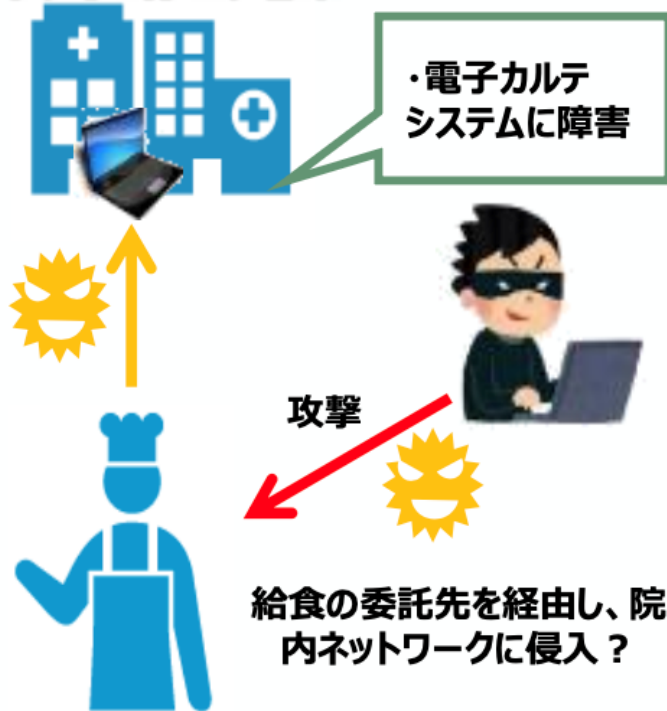 ・電子カルテ
システムに障害
攻撃
給食の委託先を経由し、院
内ネットワークに侵入？